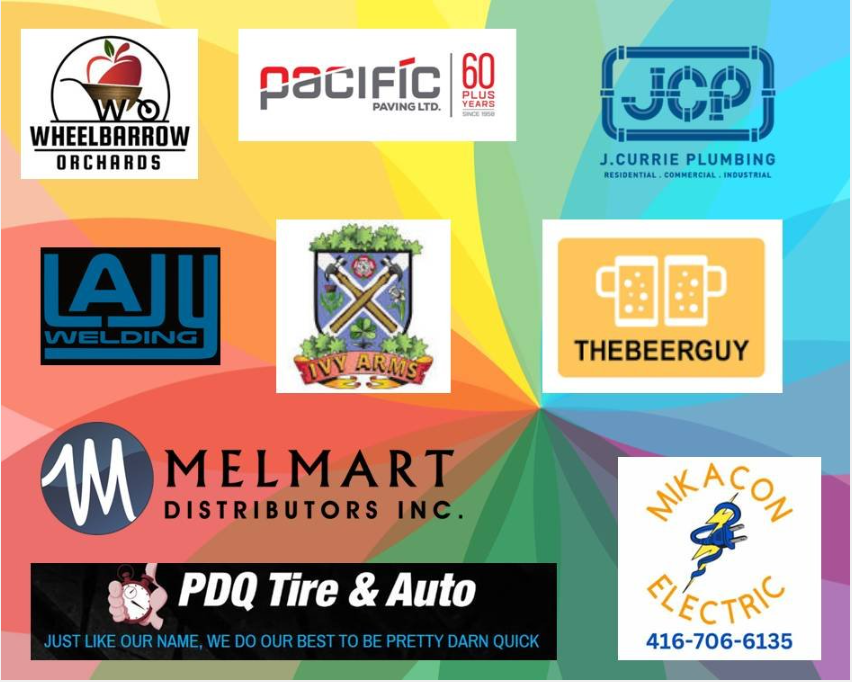 W
WHEELBARROW
ORCHARDS
pacific
PAVING LTD.
60
PLUS
YEARS
SINCE 1958
JCP
J.CURRIE PLUMBING
RESIDENTIAL . COMMERCIAL . INDUSTRIAL
LAJY
WELDING
IVY ARMS
THEBEERGUY
M
MELMART
DISTRIBUTORS INC.
PDQ Tire & Auto
JUST LIKE OUR NAME, WE DO OUR BEST TO BE PRETTY DARN QUICK
MIKACON
ELECTRIC
416-706-6135